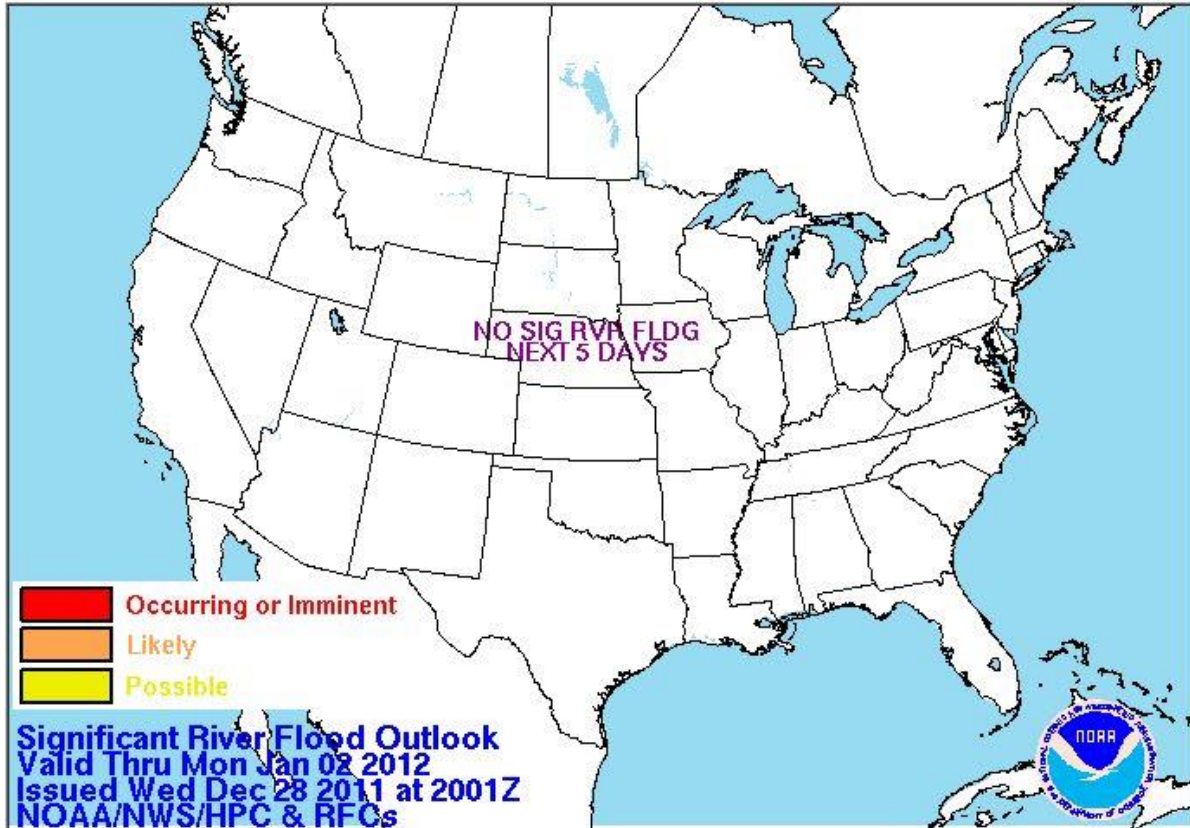 NO SIG RVR FLDG
NEXT 5 DAYS
Occurring or Imminent
Likely
Possible
Significant River Flood Outlook
Valid Thru Mon Jan 02 2012
Issued Wed Dec 28 2011 at 2001Z
NOAA/NWS/HPC & RFCs
NOAA